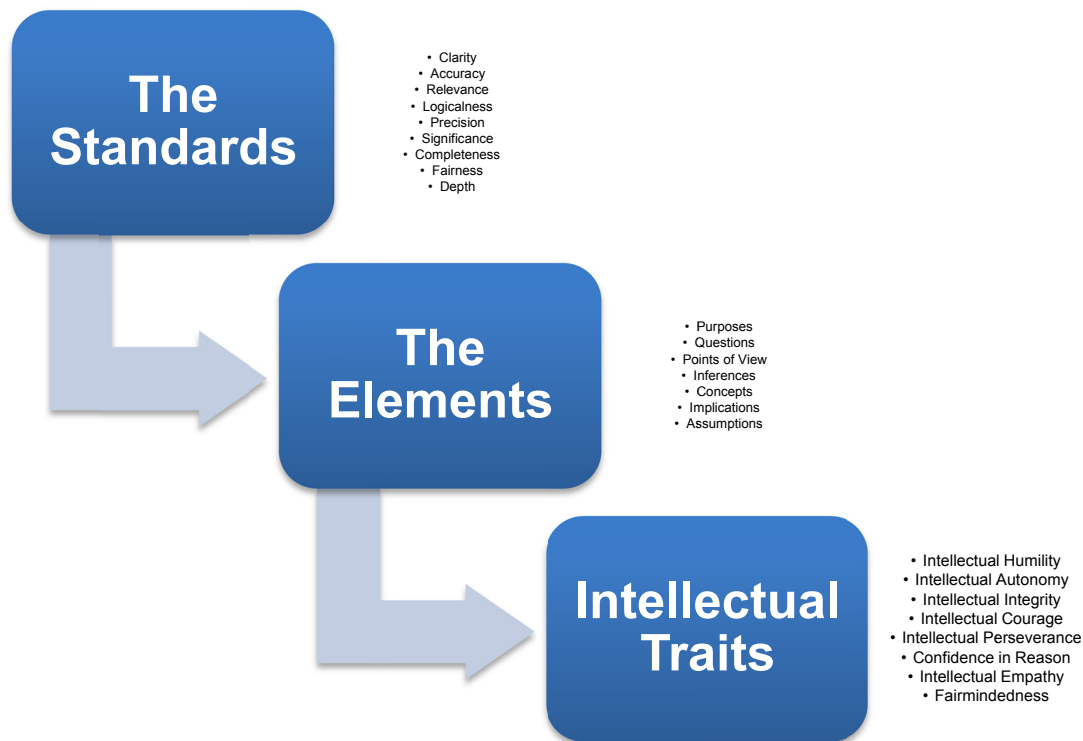 The
Standards
• Clarity
• Accuracy
• Relevance
• Logicalness
• Precision
• Significance
• Completeness
• Fairness
• Depth
The
Elements
• Purposes
• Questions
• Points of View
• Inferences
• Concepts
• Implications
• Assumptions
Intellectual
Traits
• Intellectual Humility
• Intellectual Autonomy
• Intellectual Integrity
• Intellectual Courage
• Intellectual Perseverance
• Confidence in Reason
• Intellectual Empathy
• Fairmindedness